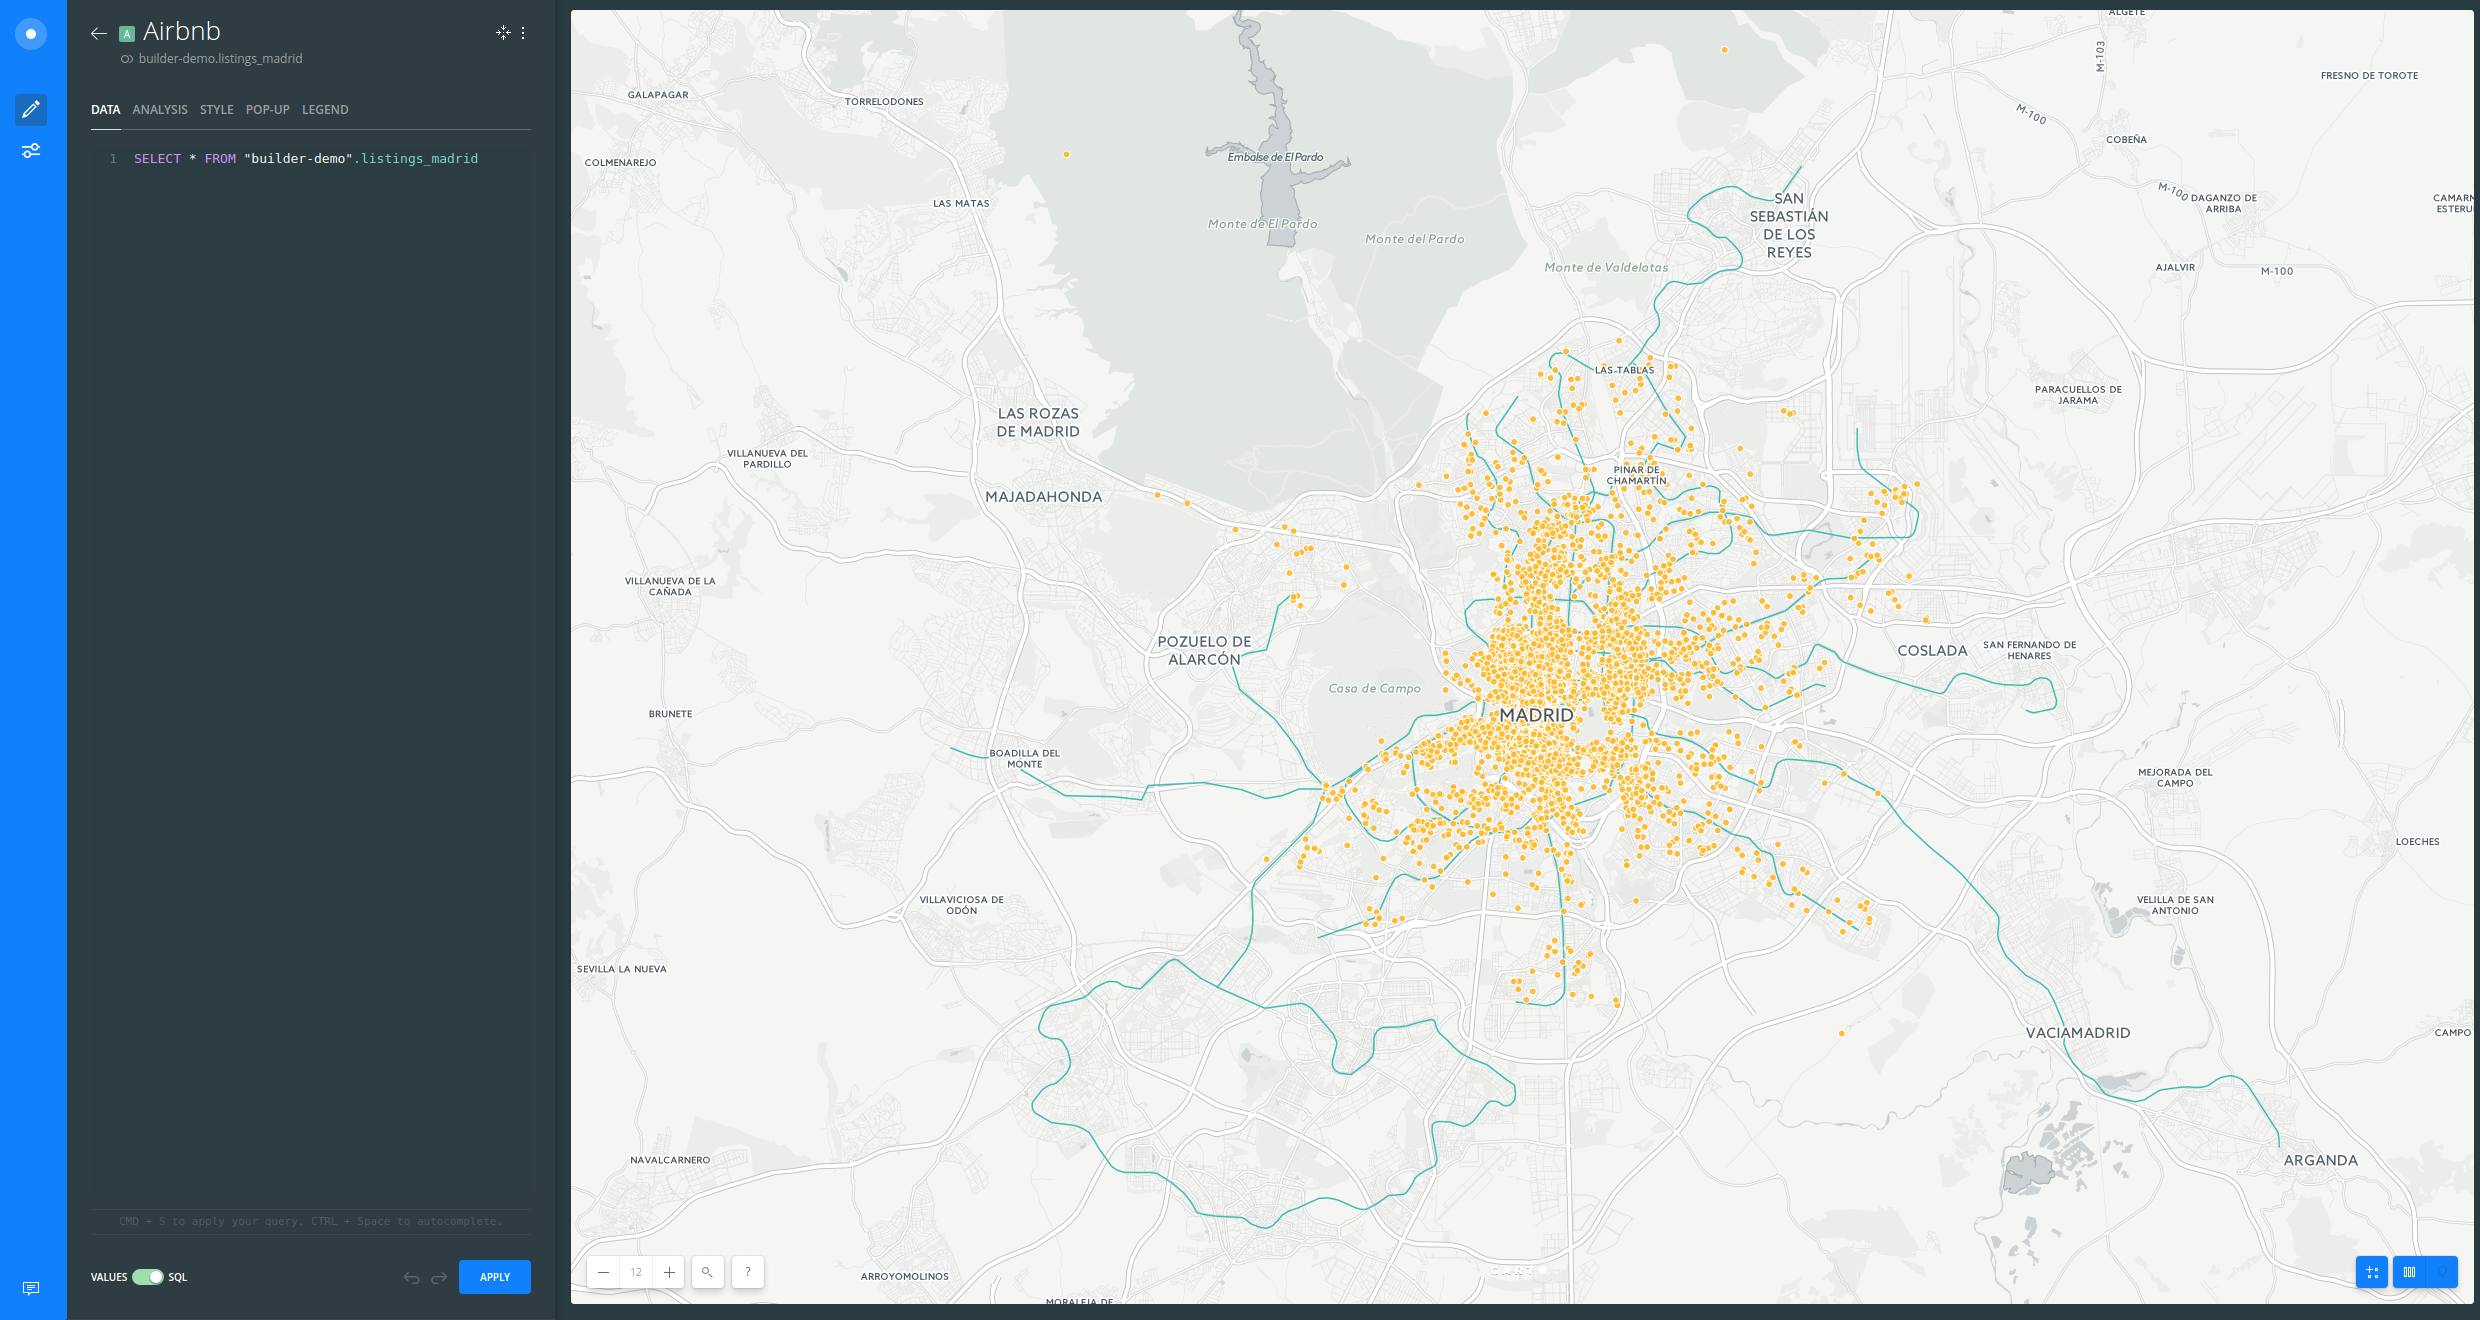 A Airbnb
builder-demo.listings_madrid
DATA ANALYSIS STYLE POP-UP LEGEND
1 SELECT * FROM "builder-demo".listings_madrid
CMD + S to apply your query. CTRL + Space to autocomplete.
VALUES SQL
APPLY
ALGETE
M-103
FRESNO DE TOROTE
GALAPAGAR
TORRELODONES
M-100
COBEÑA
COLMENAREJO
Embalse de El Pardo
M-100
DAGANZO DE
ARRIBA
LAS MATAS
SAN
SEBASTIÁN
DE LOS
REYES
Monte de El Pardo
Monte del Pardo
Monte de Valdelatas
AJALVIR
M-100
LAS TABLAS
PARACUELLOS DE
JARAMA
LAS ROZAS
DE MADRID
VILLANUEVA DEL
PARDILLO
PINAR DE
CHAMARTÍN
MAJADAHONDA
VILLANUEVA DE LA
CAÑADA
POZUELO DE
ALARCÓN
COSLADA
SAN FERNANDO DE
HENARES
Casa de Campo
MADRID
BRUNETE
BOADILLA DEL
MONTE
MEJORADA DEL
CAMPO
LOECHES
VILLAVICIOSA DE
ODÓN
VELILLA DE SAN
ANTONIO
SEVILLA LA NUEVA
VACIAMADRID
CAMPO
NAVALCARNERO
ARGANDA
ARROYOMOLINOS
MORALEJA DE
12
?
CARTO